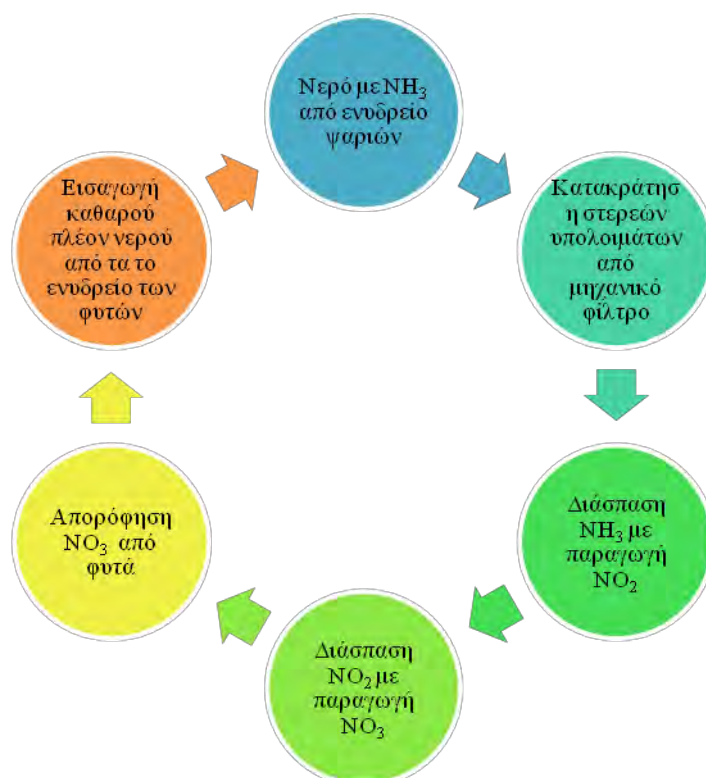 Νερό με NH₃
από ενυδρείο
ψαριών
Κατακράτησ
η στερεών
υπολοιμάτων
από
μηχανικό
φίλτρο
Διάσπαση
NH₃ με
παραγωγή
NO₂
Διάσπαση
NO₂ με
παραγωγή
NO₃
Απορόφηση
NO₃ από
φυτά
Εισαγωγή
καθαρού
πλέον νερού
από τα το
ενυδρείο των
φυτών